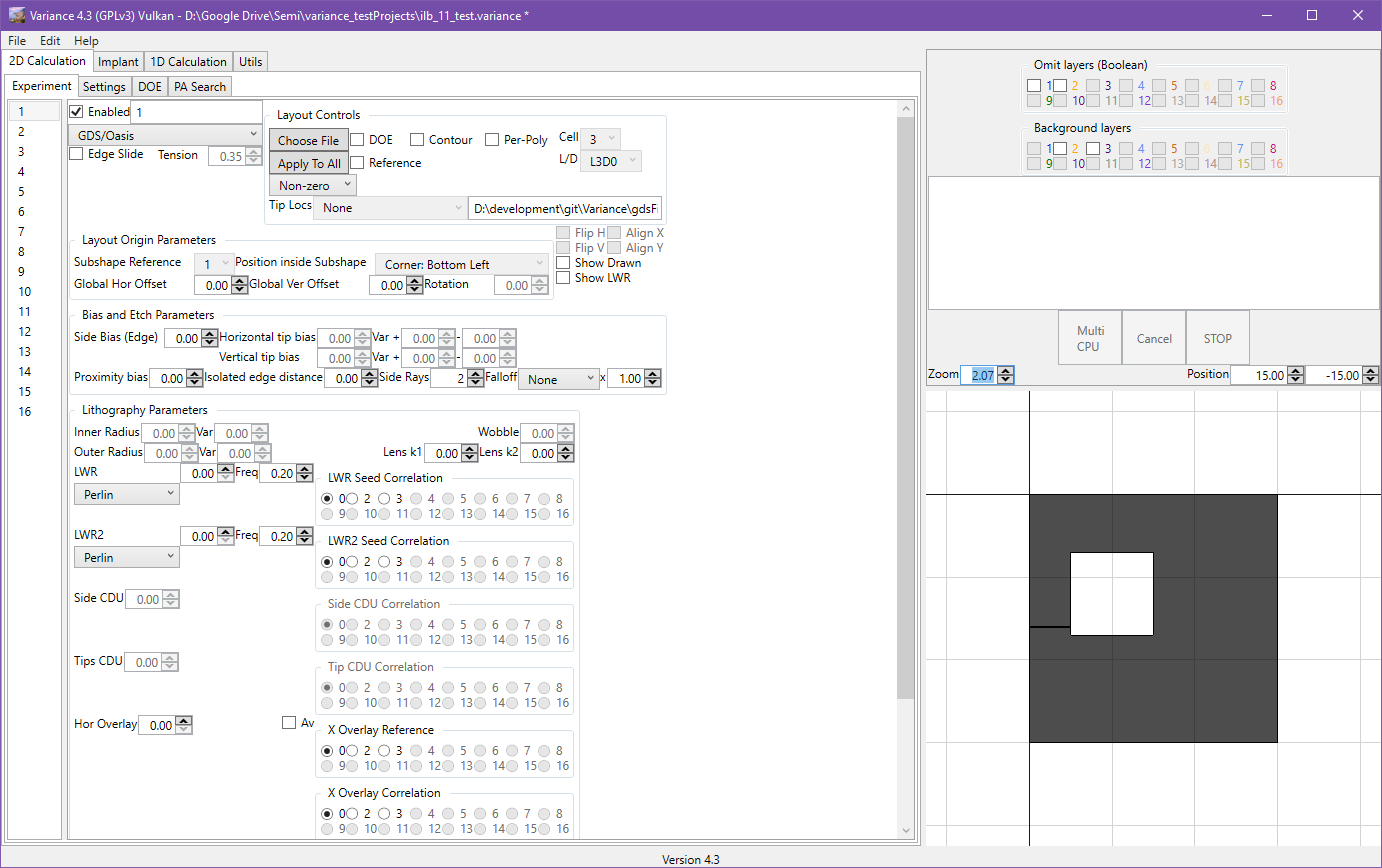 Variance 4.3 (GPLv3) Vulkan - D:\Google Drive\Semi\variance_testProjects\ilb_11_test.variance *
File Edit Help
2D Calculation Implant 1D Calculation Utils
Experiment Settings DOE PA Search
1
2
3
4
5
6
7
8
9
10
11
12
13
14
15
16
Enabled 1
GDS/Oasis
Edge Slide Tension 0.35
Layout Controls
Choose File DOE Contour Per-Poly Cell 3
Apply To All Reference L/D L3D0
Non-zero
Tip Locs None D:\development\git\Variance\gdsFi
Layout Origin Parameters
Subshape Reference 1 Position inside Subshape Corner: Bottom Left
Global Hor Offset 0.00 Global Ver Offset 0.00 Rotation 0.00
Flip H Align X
Flip V Align Y
Show Drawn
Show LWR
Bias and Etch Parameters
Side Bias (Edge) 0.00 Horizontal tip bias 0.00 Var + 0.00 - 0.00
Vertical tip bias 0.00 Var + 0.00 - 0.00
Proximity bias 0.00 Isolated edge distance 0.00 Side Rays 2 Falloff None x 1.00
Lithography Parameters
Inner Radius 0.00 Var 0.00 Wobble 0.00
Outer Radius 0.00 Var 0.00 Lens k1 0.00 Lens k2 0.00
LWR 0.00 Freq 0.20
Perlin
LWR Seed Correlation
0 2 3 4 5 6 7 8
9 10 11 12 13 14 15 16
LWR2 0.00 Freq 0.20
Perlin
LWR2 Seed Correlation
0 2 3 4 5 6 7 8
9 10 11 12 13 14 15 16
Side CDU 0.00
Side CDU Correlation
0 2 3 4 5 6 7 8
9 10 11 12 13 14 15 16
Tips CDU 0.00
Tip CDU Correlation
0 2 3 4 5 6 7 8
9 10 11 12 13 14 15 16
Hor Overlay 0.00 Av
X Overlay Reference
0 2 3 4 5 6 7 8
9 10 11 12 13 14 15 16
X Overlay Correlation
0 2 3 4 5 6 7 8
9 10 11 12 13 14 15 16
Omit layers (Boolean)
1 2 3 4 5 6 7 8
9 10 11 12 13 14 15 16
Background layers
1 2 3 4 5 6 7 8
9 10 11 12 13 14 15 16
Multi CPU
Cancel
STOP
Zoom 2.07 Position 15.00 -15.00
Version 4.3